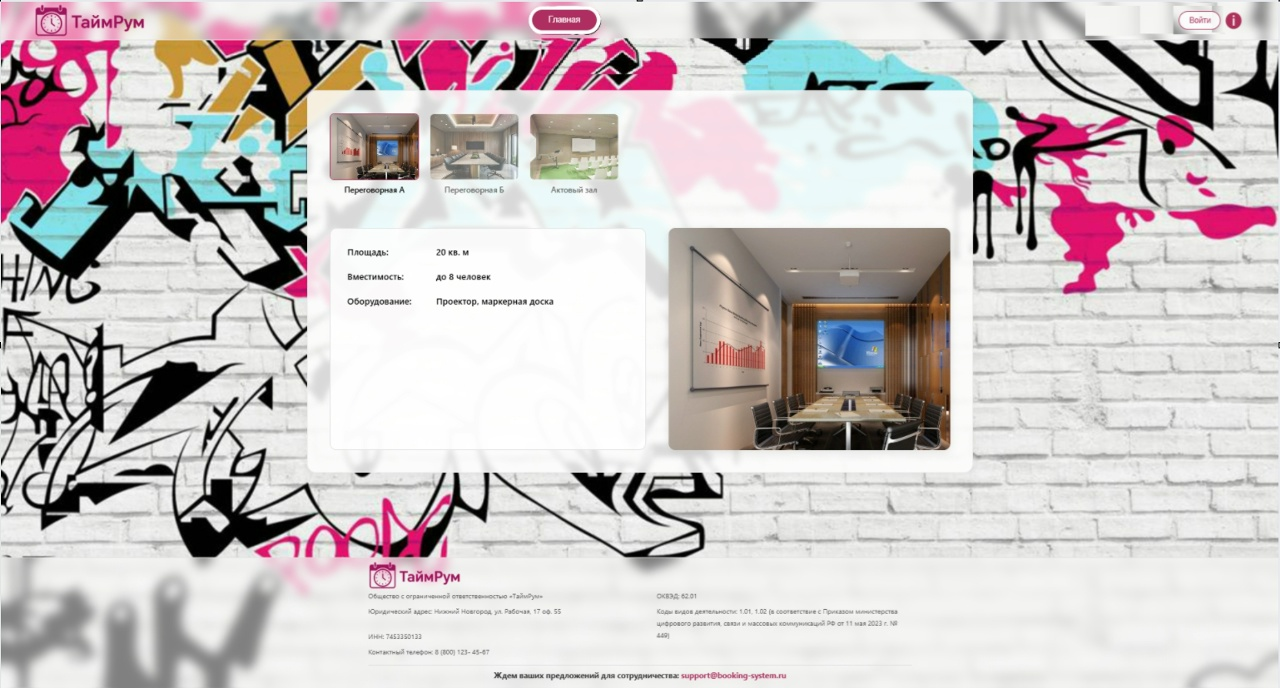 ТаймРум
Главная
Войти
i
Переговорная А
Переговорная Б
Актовый зал
Площадь: 20 кв. м
Вместимость: до 8 человек
Оборудование: Проектор, маркерная доска
ТаймРум
Общество с ограниченной ответственностью «ТаймРум»
Юридический адрес: Нижний Новгород, ул. Рабочая, 17 оф. 55
ИНН: 7453350133
Контактный телефон: 8 (800) 123- 45-67
ОКВЭД: 62.01
Коды видов деятельности: 1.01, 1.02 (в соответствие с Приказом министерства
цифрового развития, связи и массовых коммуникаций РФ от 11 мая 2023 г. №
449)
Ждем ваших предложений для сотрудничества: support@booking-system.ru